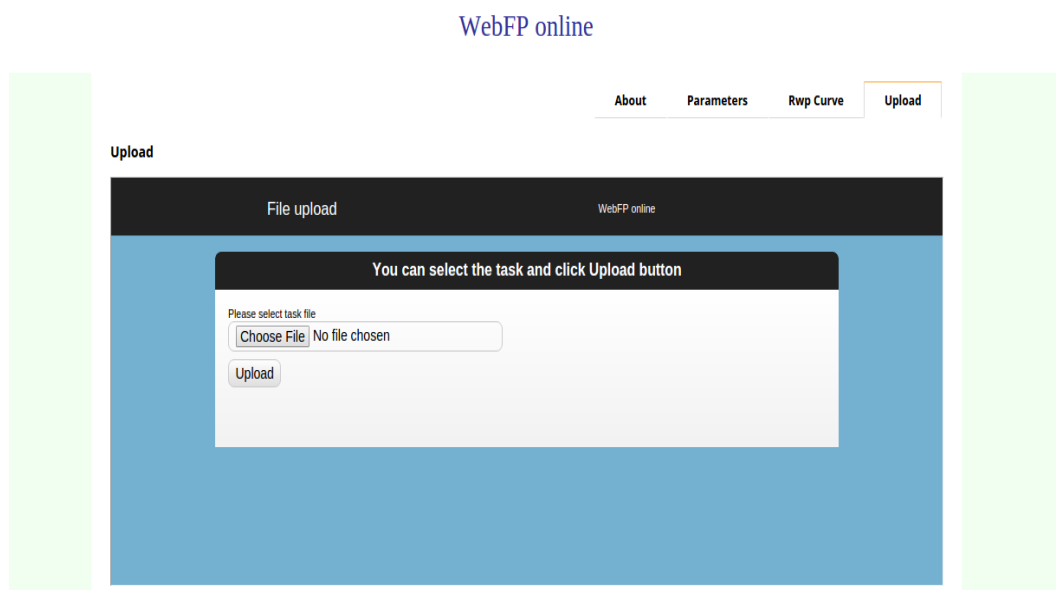 WebFP online
About Parameters Rwp Curve Upload
Upload
File upload WebFP online
You can select the task and click Upload button
Please select task file
Choose File No file chosen
Upload